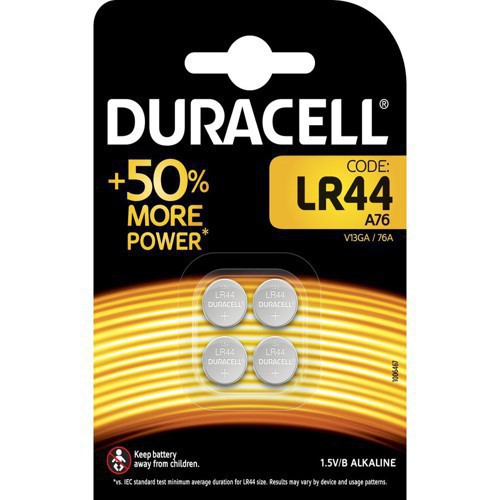 DURACELL®
+50%
MORE
POWER*
CODE:
LR44
A76
V13GA / 76A
LR44
DURACELL
+
LR44
DURACELL
+
LR44
DURACELL
+
LR44
DURACELL
+
1006467
Keep battery
away from children.
1.5V/B ALKALINE
*vs. IEC standard test minimum average duration for LR44 size. Results may vary by device and usage patterns.